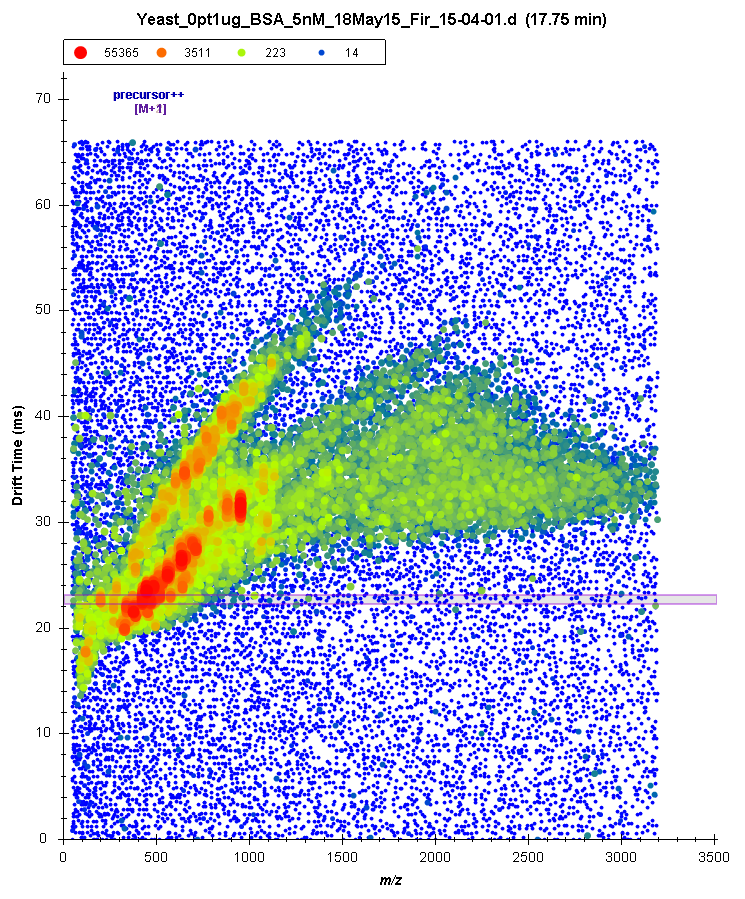 Yeast_0pt1ug_BSA_5nM_18May15_Fir_15-04-01.d (17.75 min)
55365 3511 223 14
precursor++
[M+1]
70
60
50
40
30
20
10
0
Drift Time (ms)
0 500 1000 1500 2000 2500 3000 3500
m/z